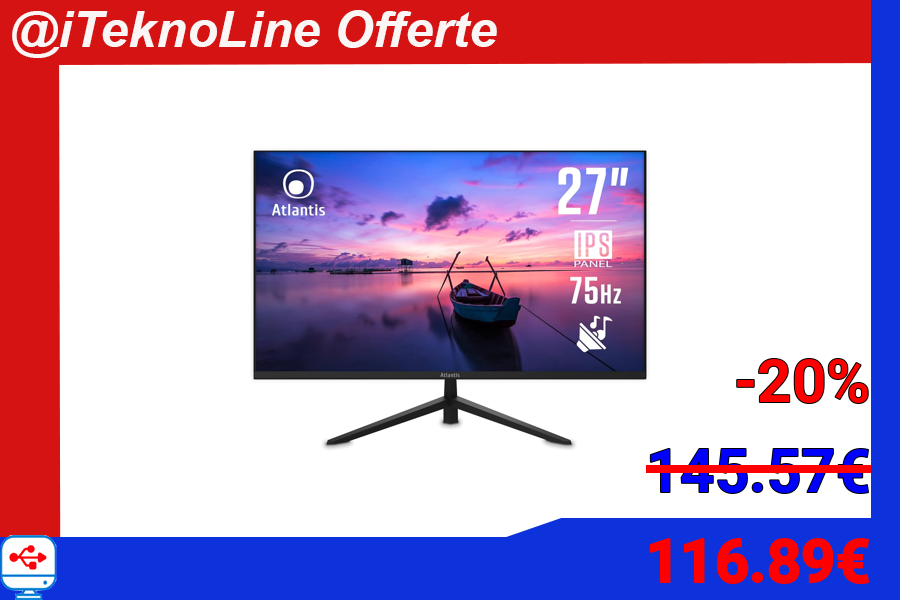 @iTeknoLine Offerte
Atlantis
27"
IPS
PANEL
75Hz
Atlantis
-20%
145.57€
116.89€